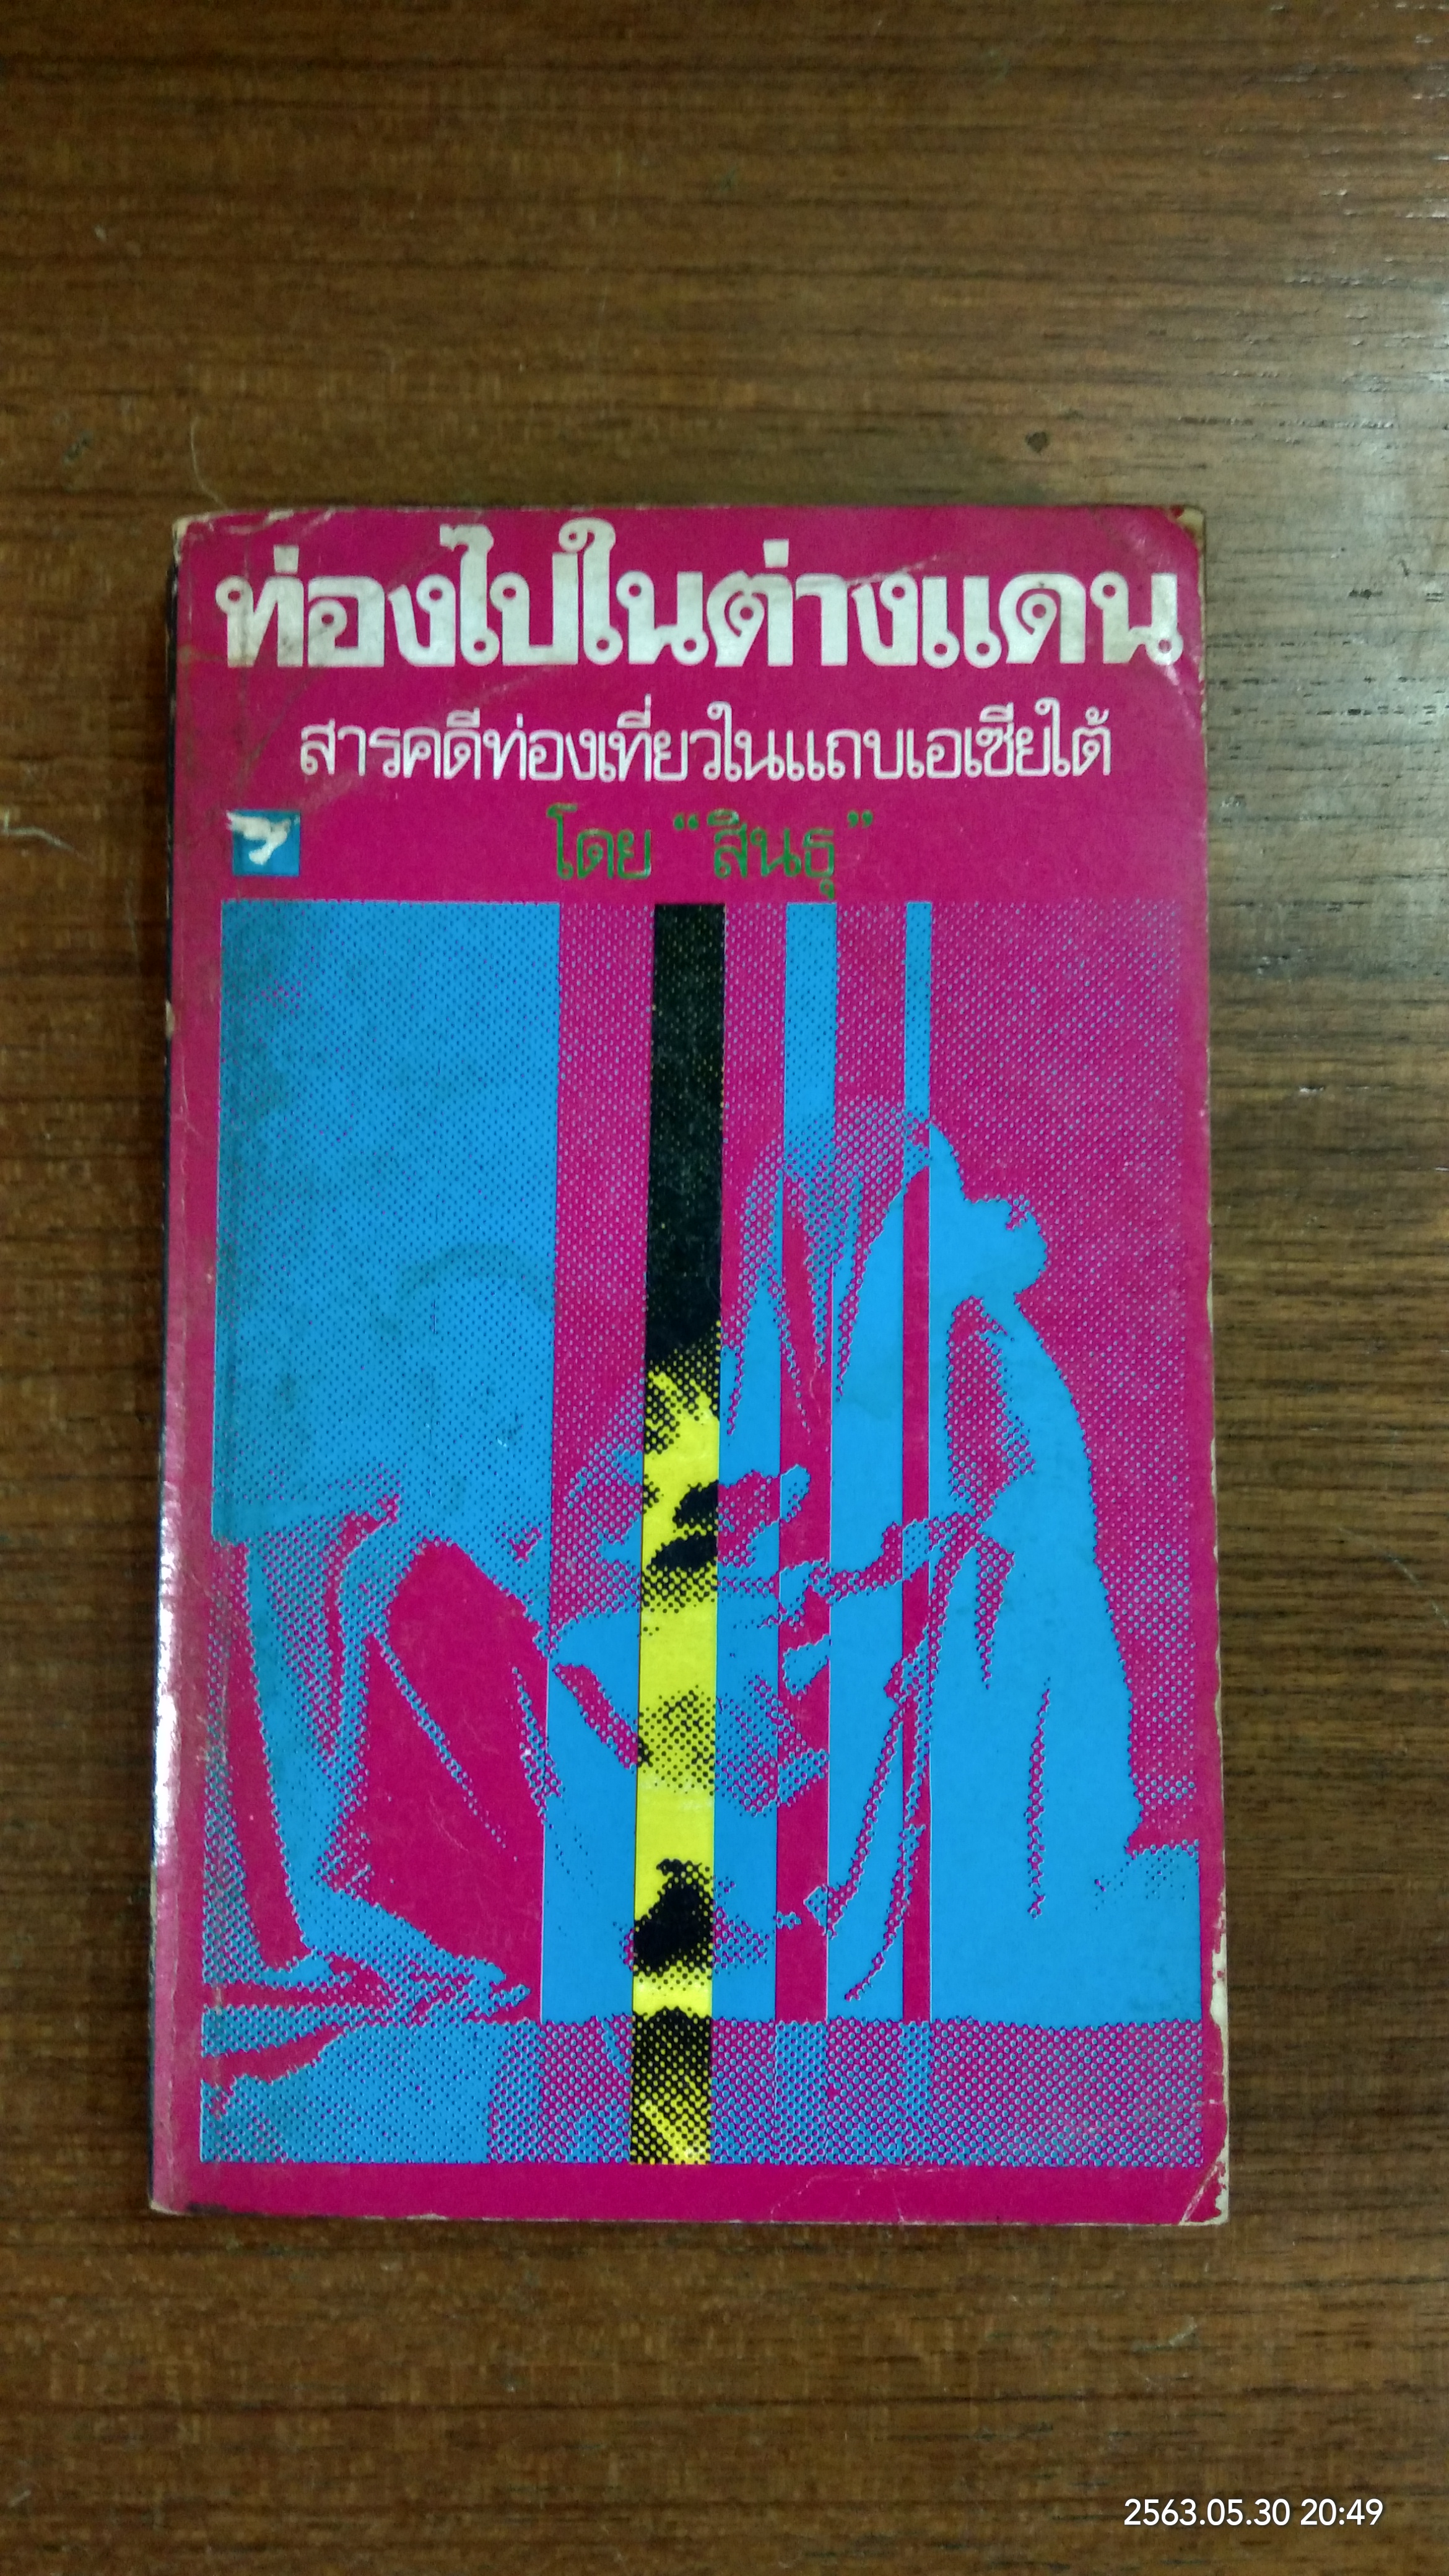 ท่องไปในต่างแดน
สารคดีท่องเที่ยวในแถบเอเซียใต้
โดย “สินธุ”
2563.05.30 20:49